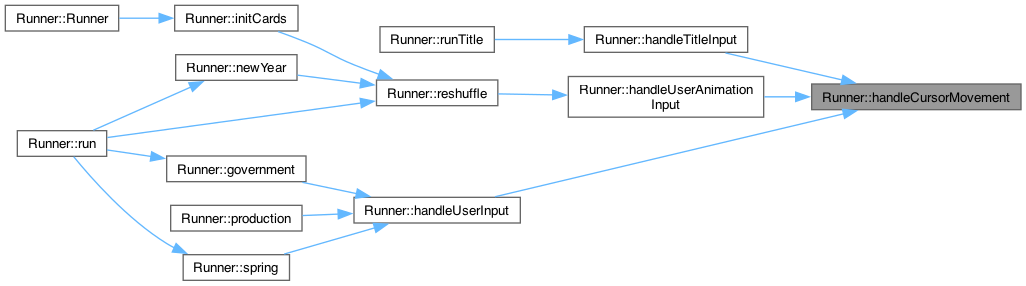 Runner::Runner
Runner::initCards
Runner::runTitle
Runner::handleTitleInput
Runner::newYear
Runner::reshuffle
Runner::handleUserAnimation
Input
Runner::handleCursorMovement
Runner::run
Runner::government
Runner::production
Runner::handleUserInput
Runner::spring